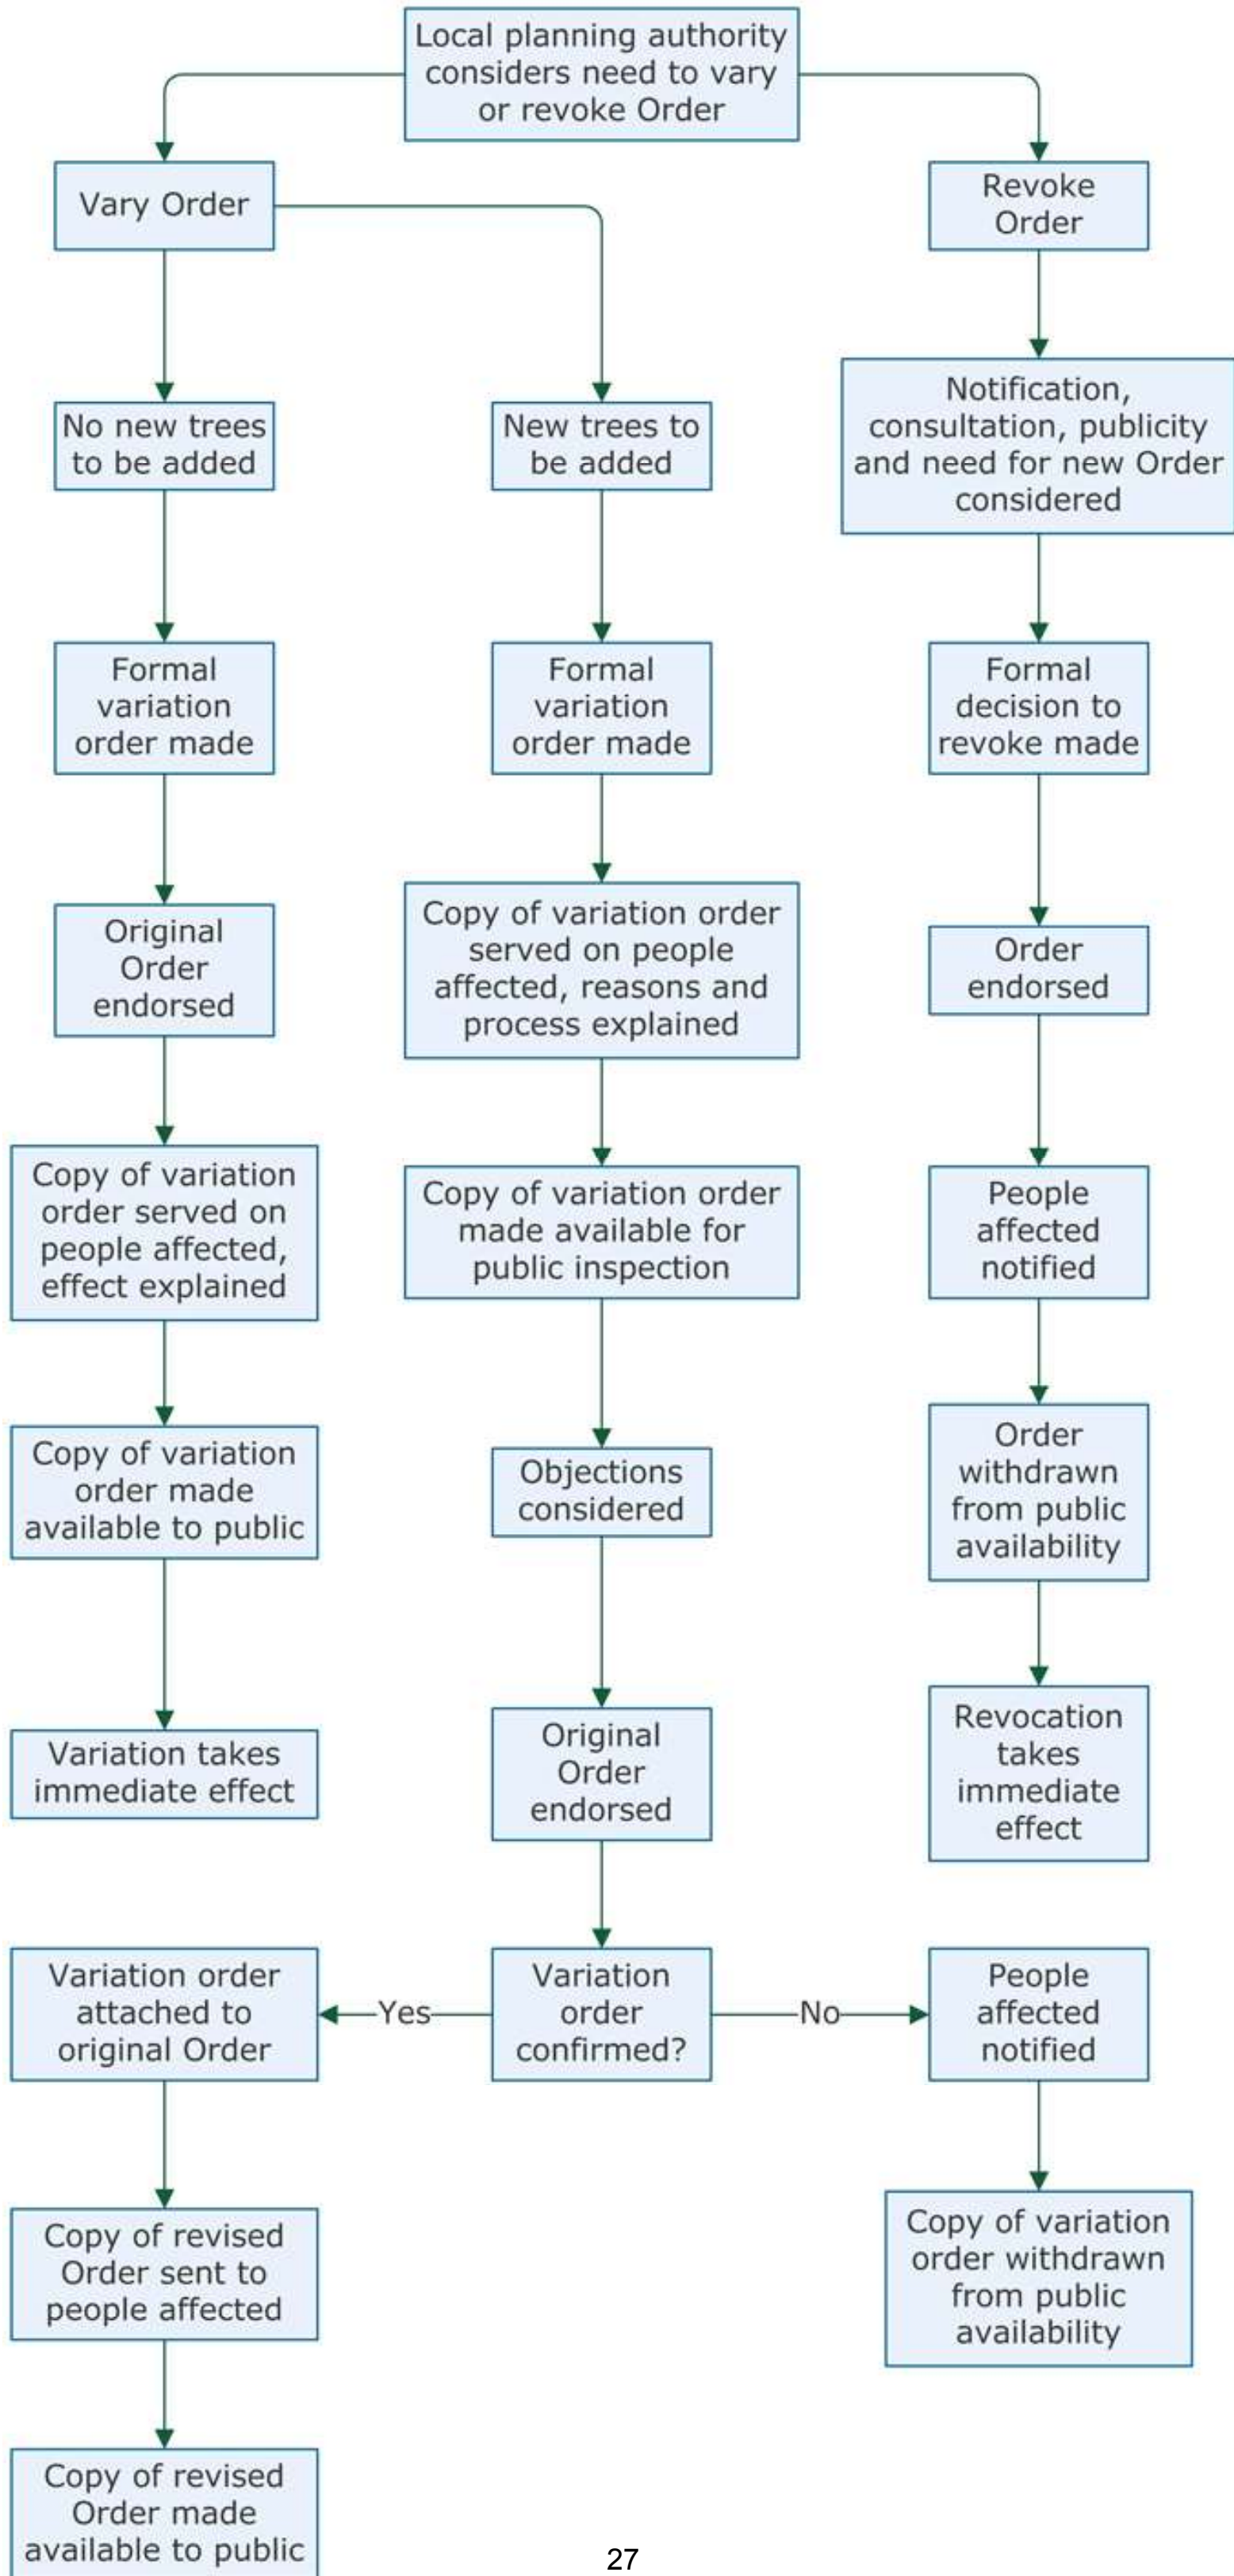 Local planning authority
considers need to vary
or revoke Order
Vary Order
Revoke
Order
No new trees
to be added
New trees to
be added
Notification,
consultation, publicity
and need for new Order
considered
Formal
variation
order made
Formal
variation
order made
Formal
decision to
revoke made
Original
Order
endorsed
Copy of variation order
served on people
affected, reasons and
process explained
Order
endorsed
Copy of variation
order served on
people affected,
effect explained
Copy of variation order
made available for
public inspection
People
affected
notified
Copy of variation
order made
available to public
Objections
considered
Order
withdrawn
from public
availability
Variation takes
immediate effect
Original
Order
endorsed
Revocation
takes
immediate
effect
Variation order
attached to
original Order
Yes
Variation
order
confirmed?
No
People
affected
notified
Copy of revised
Order sent to
people affected
Copy of variation
order withdrawn
from public
availability
Copy of revised
Order made
available to public
27